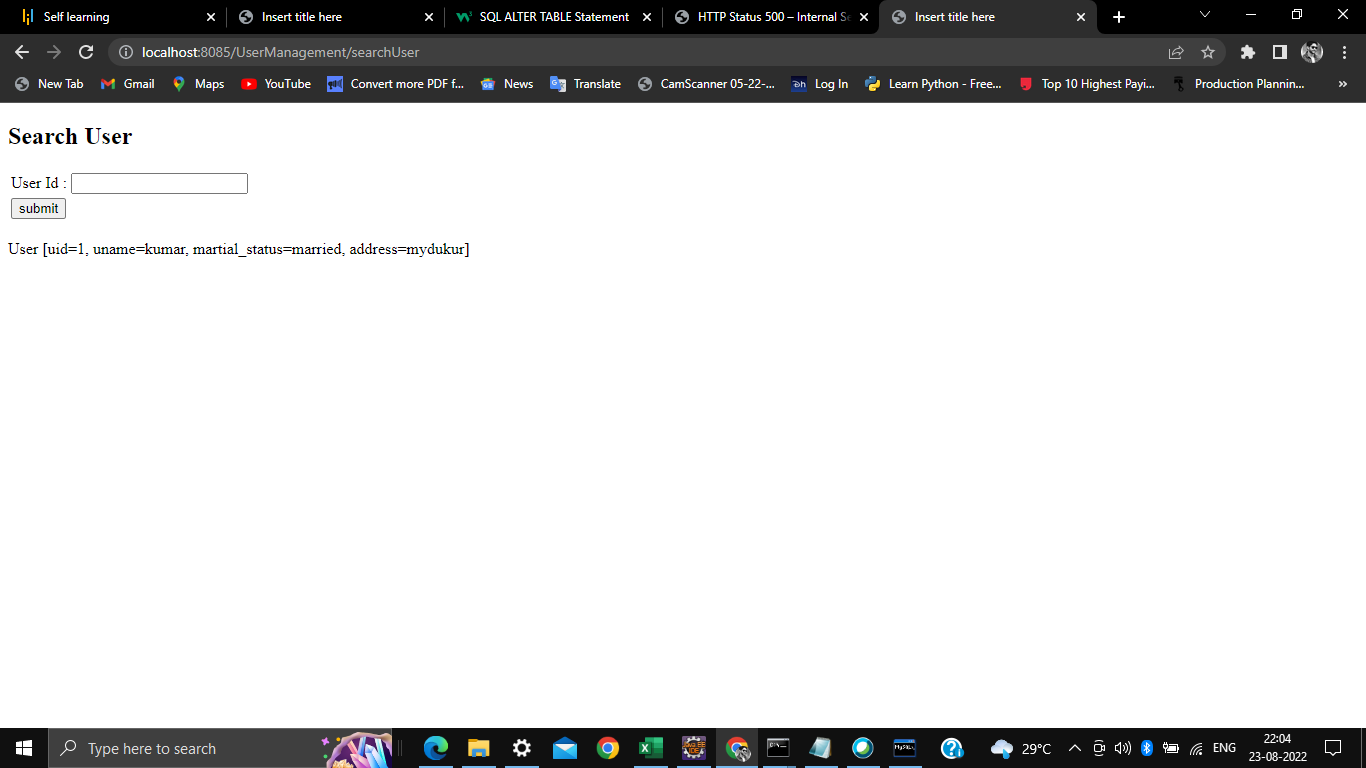 Self learning
Insert title here
SQL ALTER TABLE Statement
HTTP Status 500 – Internal Se
Insert title here
localhost:8085/UserManagement/searchUser
New Tab
Gmail
Maps
YouTube
Convert more PDF f...
News
Translate
CamScanner 05-22-...
Log In
Learn Python - Free...
Top 10 Highest Payi...
Production Plannin...
»
Search User
User Id :
submit
User [uid=1, uname=kumar, martial_status=married, address=mydukur]
Type here to search
29°C
ENG
22:04
23-08-2022